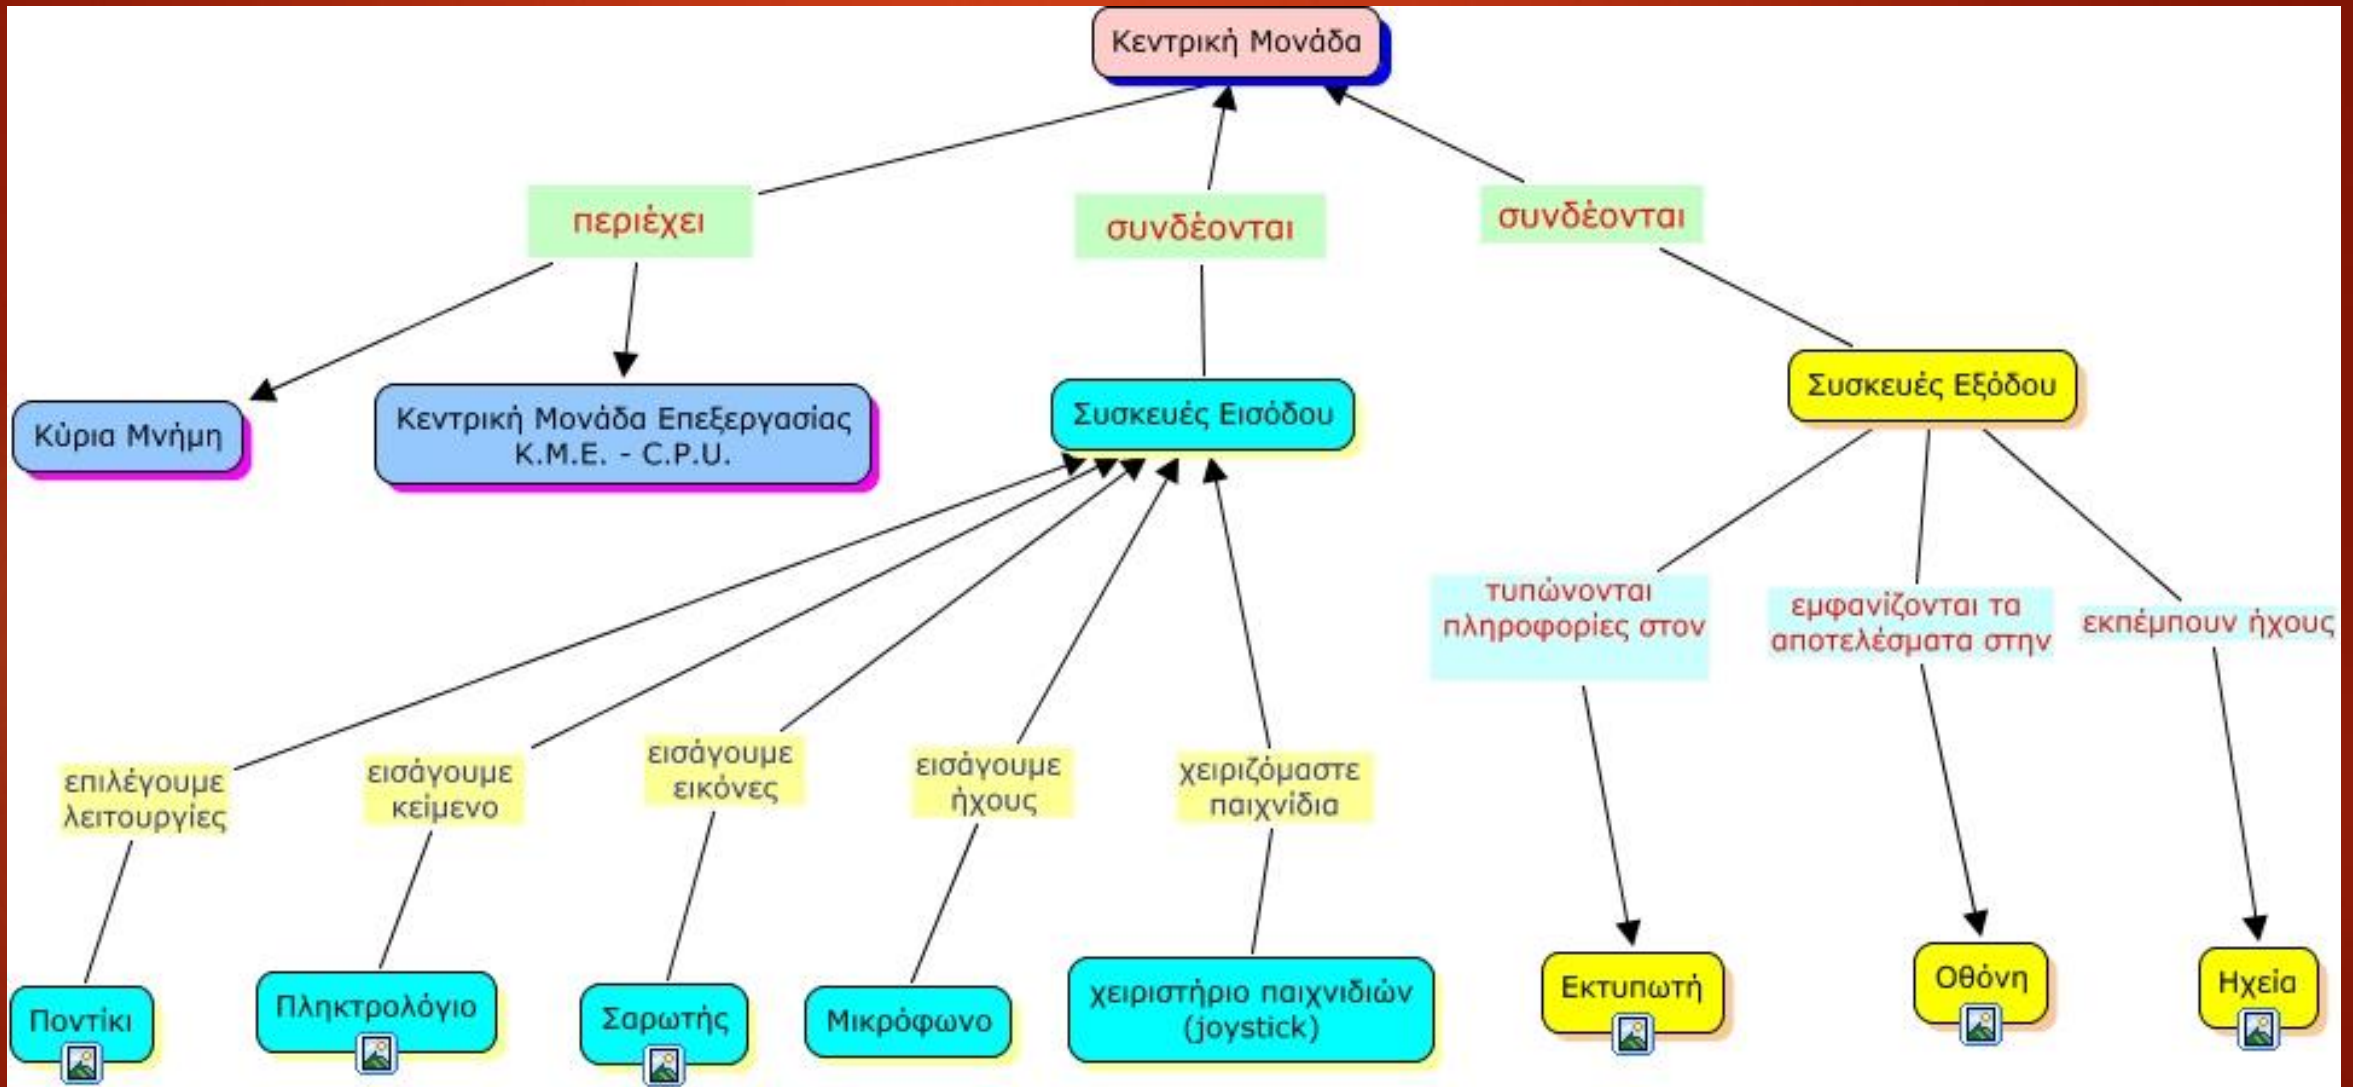 Κεντρική Μονάδα
περιέχει
συνδέονται
συνδέονται
Κύρια Μνήμη
Κεντρική Μονάδα Επεξεργασίας
Κ.Μ.Ε. - C.P.U.
Συσκευές Εισόδου
Συσκευές Εξόδου
επιλέγουμε
λειτουργίες
εισάγουμε
κείμενο
εισάγουμε
εικόνες
εισάγουμε
ήχους
χειριζόμαστε
παιχνίδια
τυπώνονται
πληροφορίες στον
εμφανίζονται τα
αποτελέσματα στην
εκπέμπουν ήχους
Ποντίκι
Πληκτρολόγιο
Σαρωτής
Μικρόφωνο
χειριστήριο παιχνιδιών
(joystick)
Εκτυπωτή
Οθόνη
Ηχεία